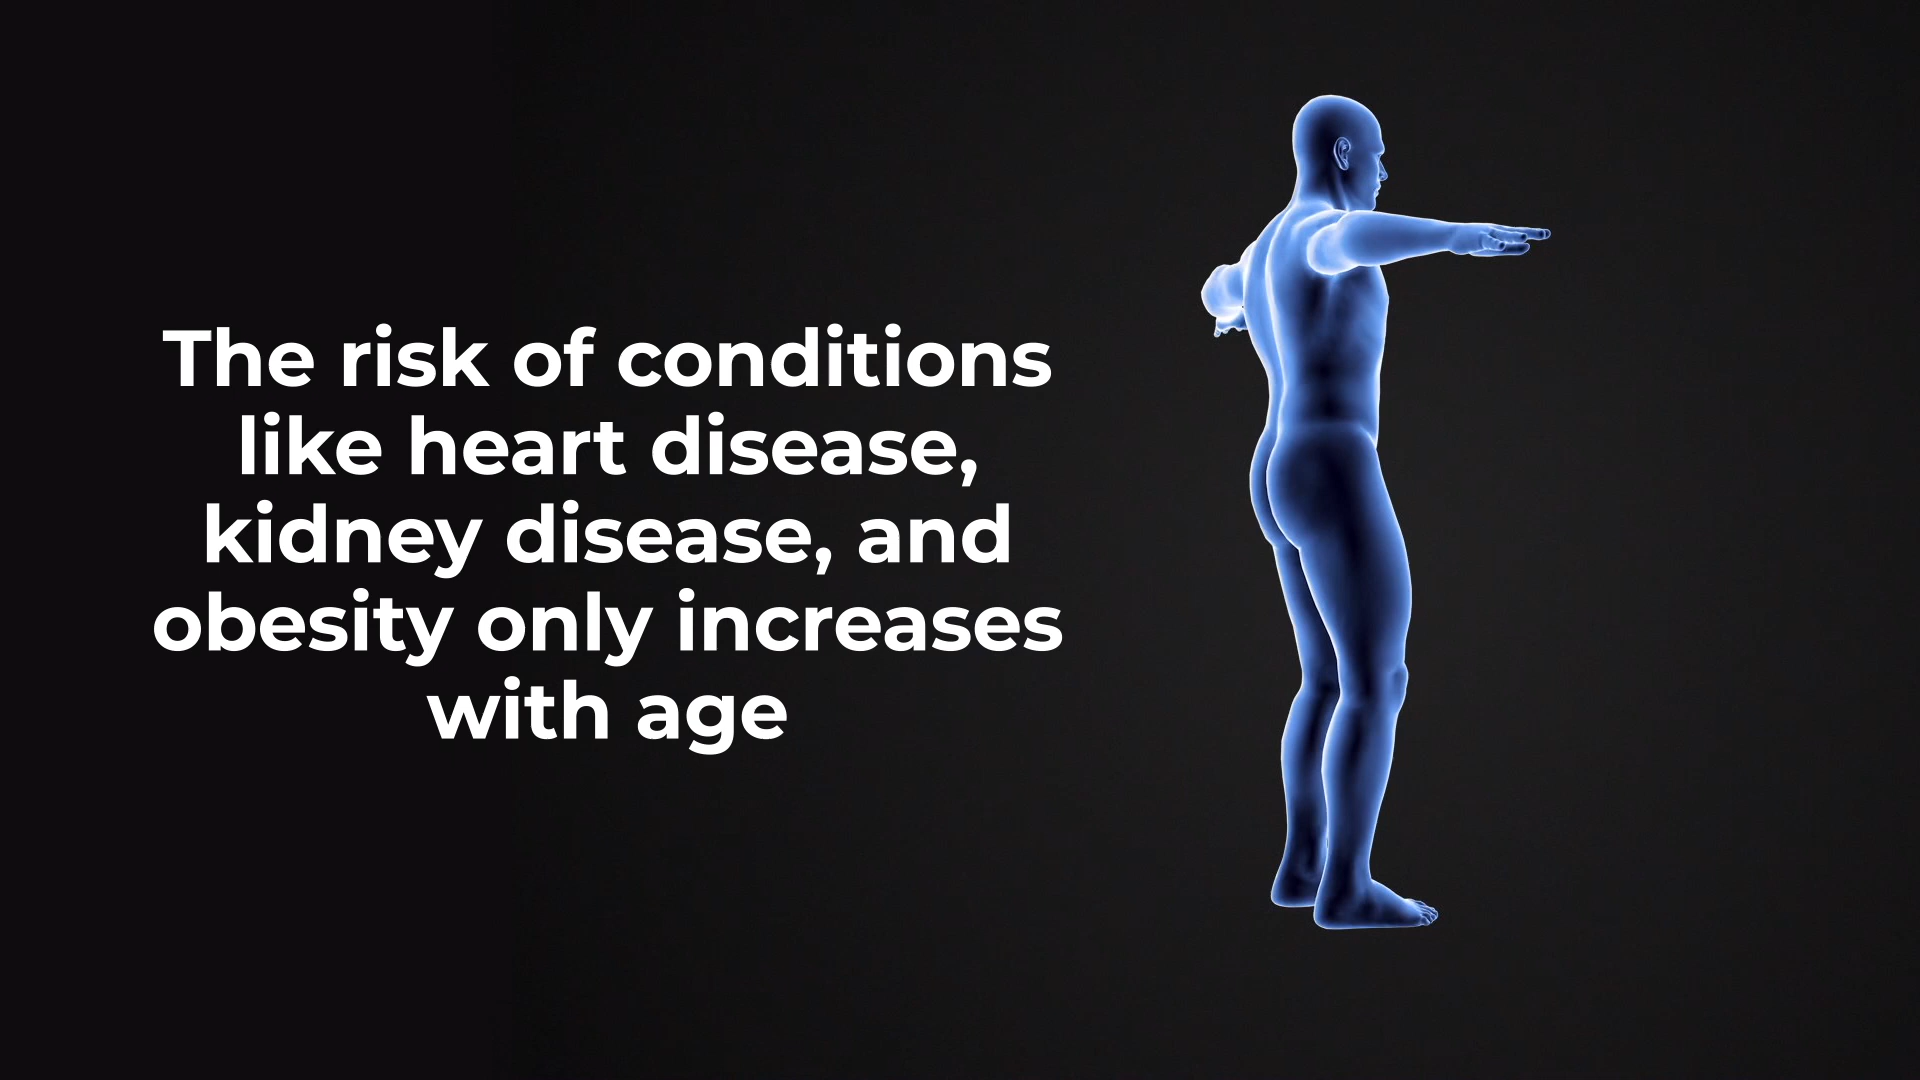 The risk of conditions
like heart disease,
kidney disease, and
obesity only increases
with age